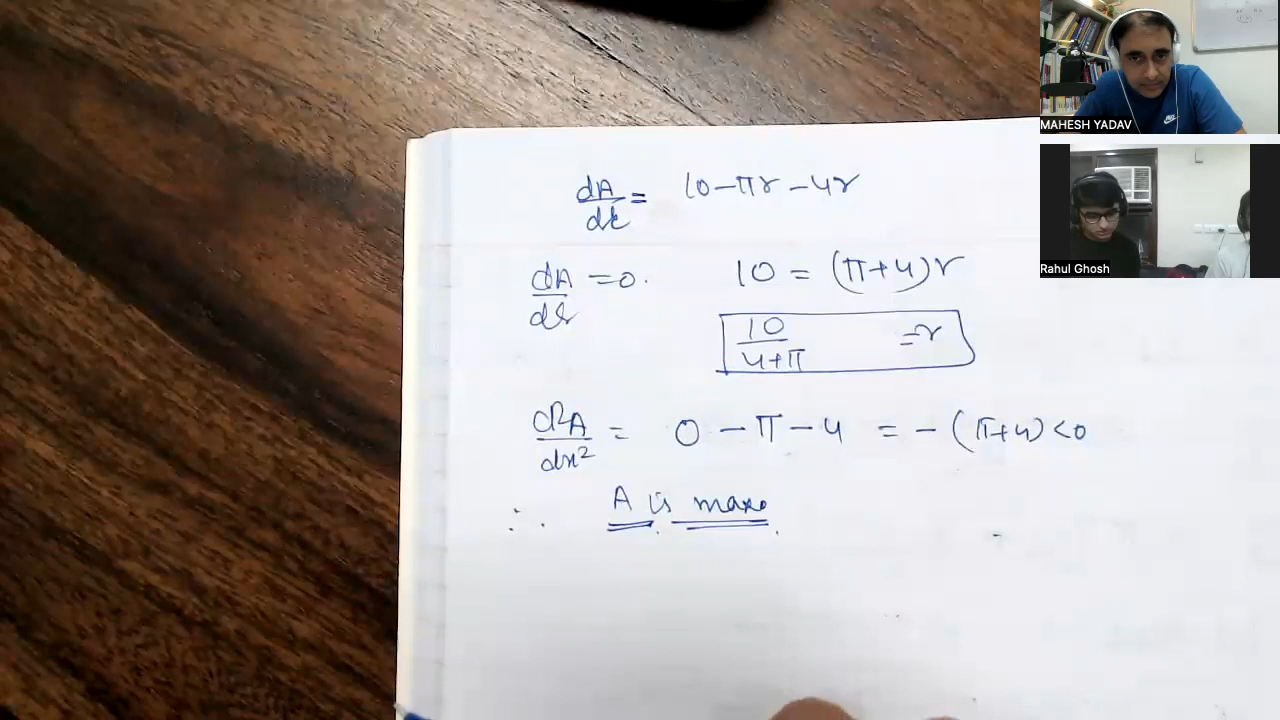 MAHESH YADAV
Rahul Ghosh
dA/dr = 10-πr-4r
dA/dr =0. 10 = (π+4)r
10/(4+π) =r
d²A/dx² = 0 -π-4 = -(π+4)<0
∴ A is max.